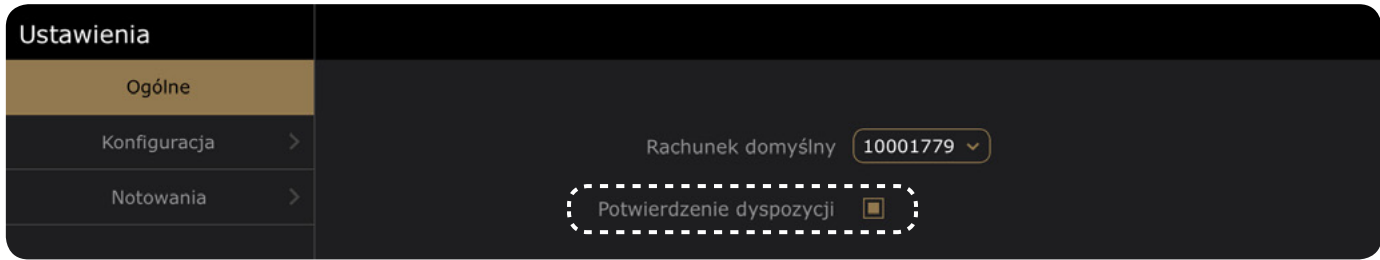 Ustawienia
Ogólne
Konfiguracja
Notowania
Rachunek domyślny 10001779
Potwierdzenie dyspozycji